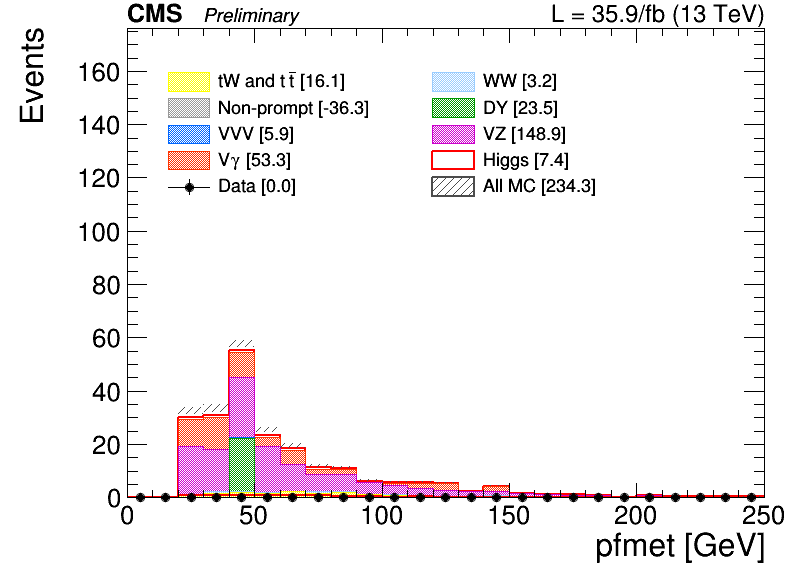 CMS Preliminary L = 35.9/fb (13 TeV)
Events
160
140
120
100
80
60
40
20
0
tW and tt̅ [16.1]
Non-prompt [-36.3]
VVV [5.9]
Vγ [53.3]
Data [0.0]
WW [3.2]
DY [23.5]
VZ [148.9]
Higgs [7.4]
All MC [234.3]
0 50 100 150 200 250
pfmet [GeV]